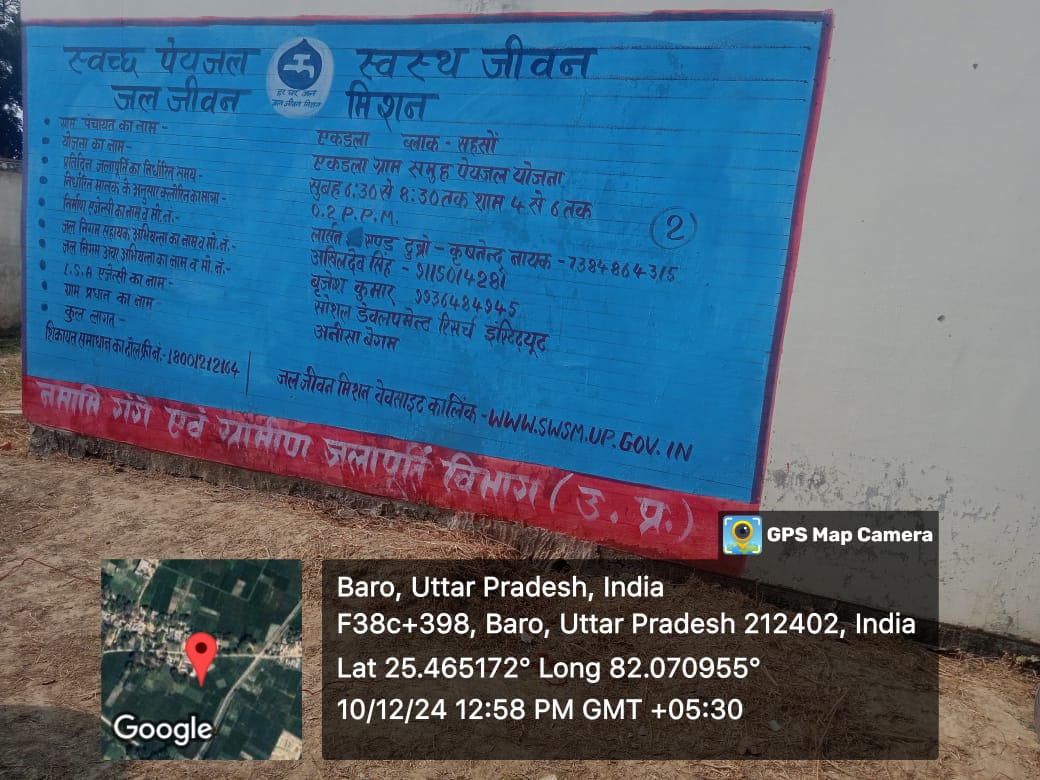 स्वच्छ पेयजल स्वस्थ जीवन
जल जीवन मिशन
हर घर जल
जल जीवन मिशन
• ग्राम पंचायत का नाम - एकडला ब्लाक - सहसों
• योजना का नाम - एकडला ग्राम समुह पेयजल योजना
• प्रतिदिन जलापूर्ति का निर्धारित समय - सुबह 6:30 से 8:30 तक शाम 4 से 6 तक
• निर्धारित मानक के अनुसार क्लोरिन का मात्रा - 0.2 P.P.M.
2
• निर्माण एजेन्सी का नाम व मो. नं. - लार्सन एण्ड टुब्रो - कृषनेन्दू नायक - 7384864315
• जल निगम सहायक अभियन्ता का नाम व मो. नं. - असिलदेव सिंह - 9115014281
• जल निगम अवर अभियन्ता का नाम व मो. नं. - बृजेश कुमार 9936484945
• I.S.A एजेन्सी का नाम - सोशल डेवलपमेन्ट रिसर्च इंस्टिट्यूट
• ग्राम प्रधान का नाम अनीसा बेगम
• कुल लागत -
शिकायत समाधान का टोल फ्री नं. - 18001212164
जल जीवन मिशन वेवसाइट का लिंक - WWW.SWSM.UP.GOV.IN
नमामि गंगे एवं ग्रामीण जलापूर्ति विभाग (उ. प्र.)
GPS Map Camera
Baro, Uttar Pradesh, India
F38c+398, Baro, Uttar Pradesh 212402, India
Lat 25.465172° Long 82.070955°
10/12/24 12:58 PM GMT +05:30
Google